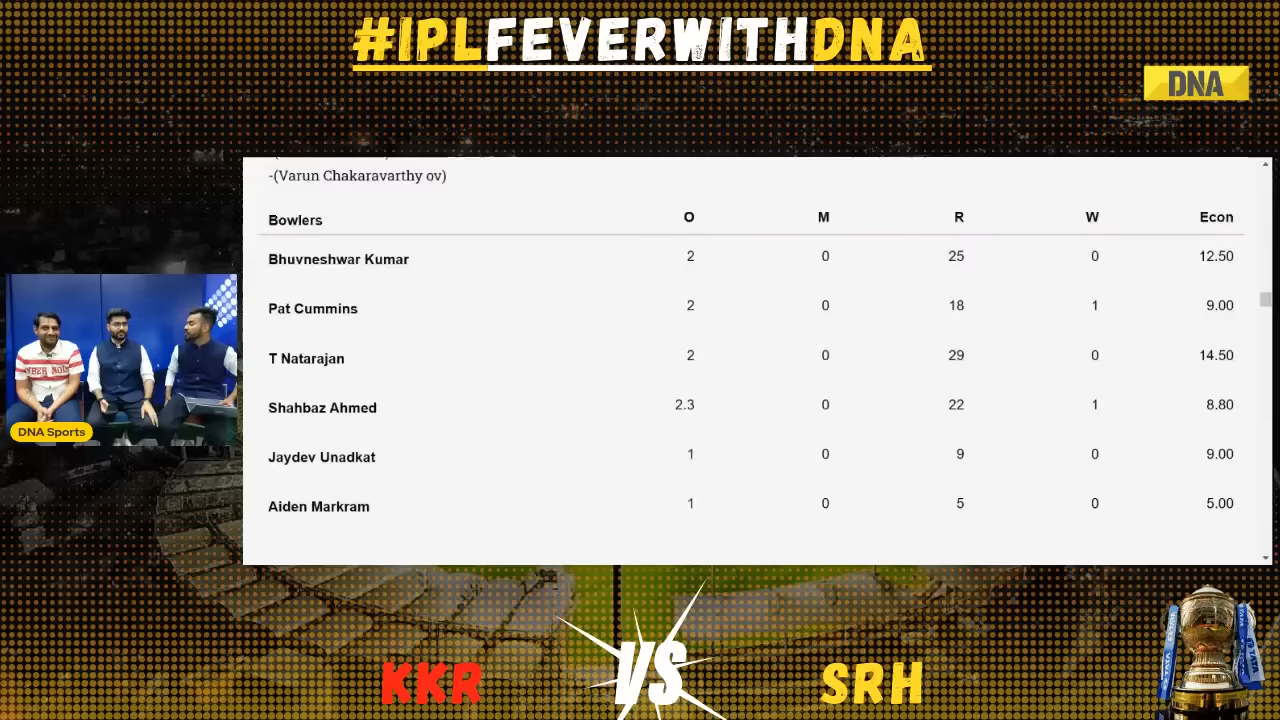 #IPLFEVERWITHDNA
DNA
-(Varun Chakaravarthy ov)
Bowlers O M R W Econ
Bhuvneshwar Kumar 2 0 25 0 12.50
Pat Cummins 2 0 18 1 9.00
T Natarajan 2 0 29 0 14.50
Shahbaz Ahmed 2.3 0 22 1 8.80
Jaydev Unadkat 1 0 9 0 9.00
Aiden Markram 1 0 5 0 5.00
DNA Sports
KKR VS SRH
TATA